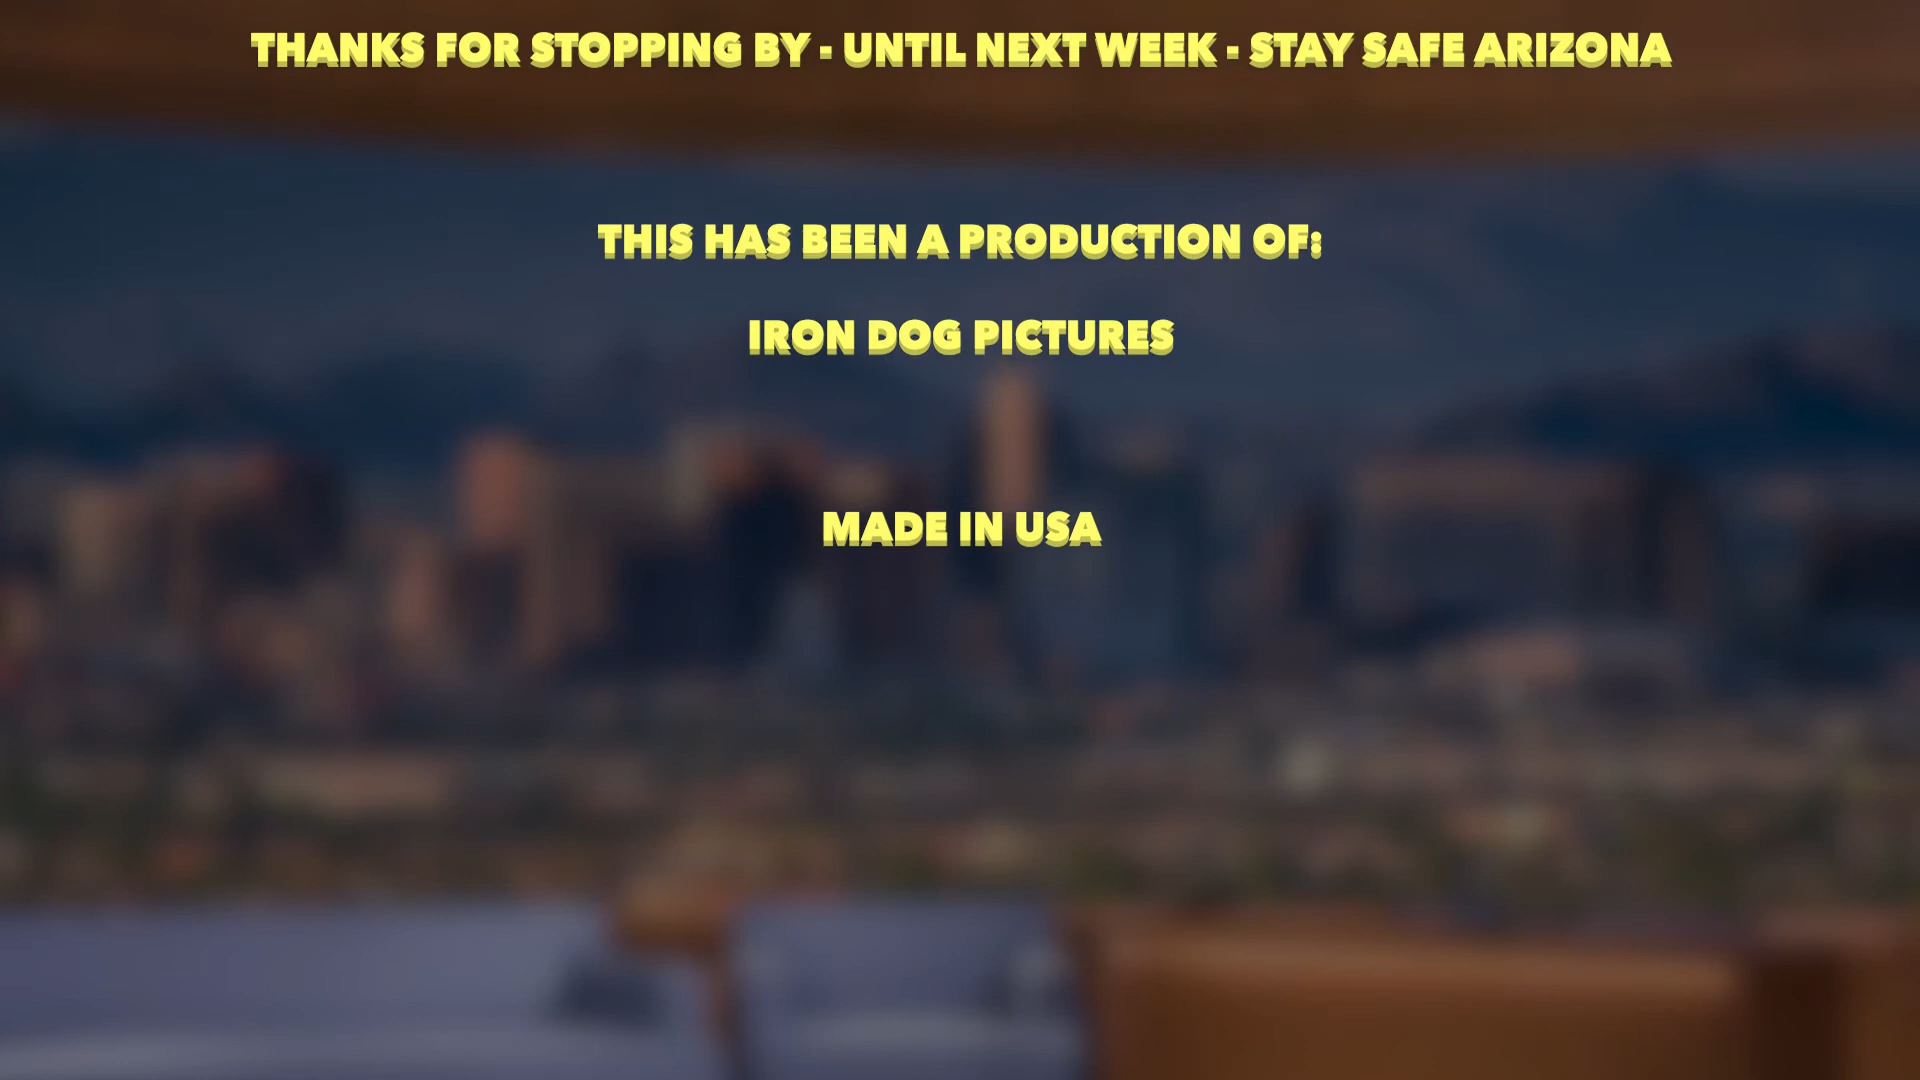 THANKS FOR STOPPING BY - UNTIL NEXT WEEK - STAY SAFE ARIZONA
THIS HAS BEEN A PRODUCTION OF:
IRON DOG PICTURES
MADE IN USA